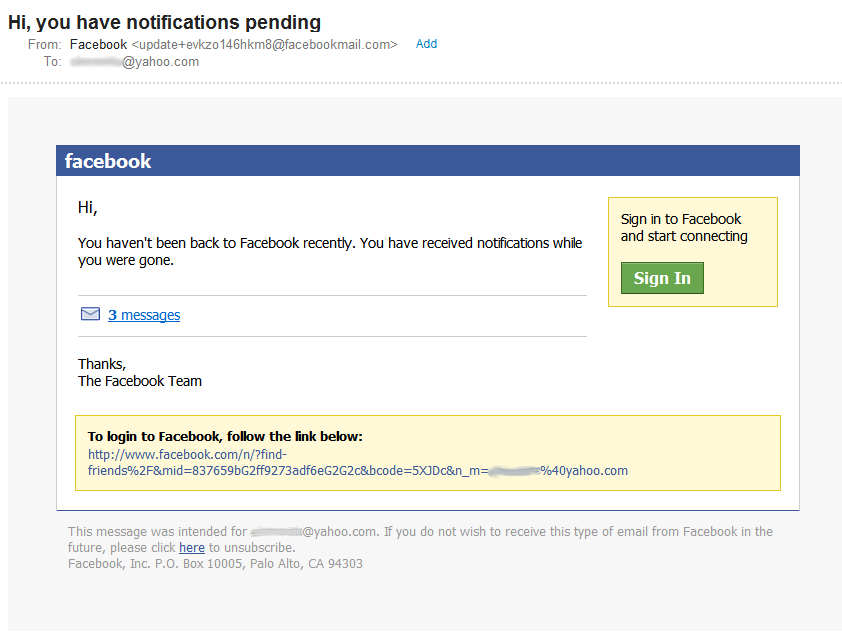 Hi, you have notifications pending
From: Facebook <update+evkzo146hkm8@facebookmail.com> Add
To: @yahoo.com
facebook
Hi,
You haven't been back to Facebook recently. You have received notifications while
you were gone.
3 messages
Thanks,
The Facebook Team
Sign in to Facebook
and start connecting
Sign In
To login to Facebook, follow the link below:
http://www.facebook.com/n/?find-
friends%2F&mid=837659bG2ff9273adf6eG2G2c&bcode=5XJDc&n_m=%40yahoo.com
This message was intended for @yahoo.com. If you do not wish to receive this type of email from Facebook in the
future, please click here to unsubscribe.
Facebook, Inc. P.O. Box 10005, Palo Alto, CA 94303